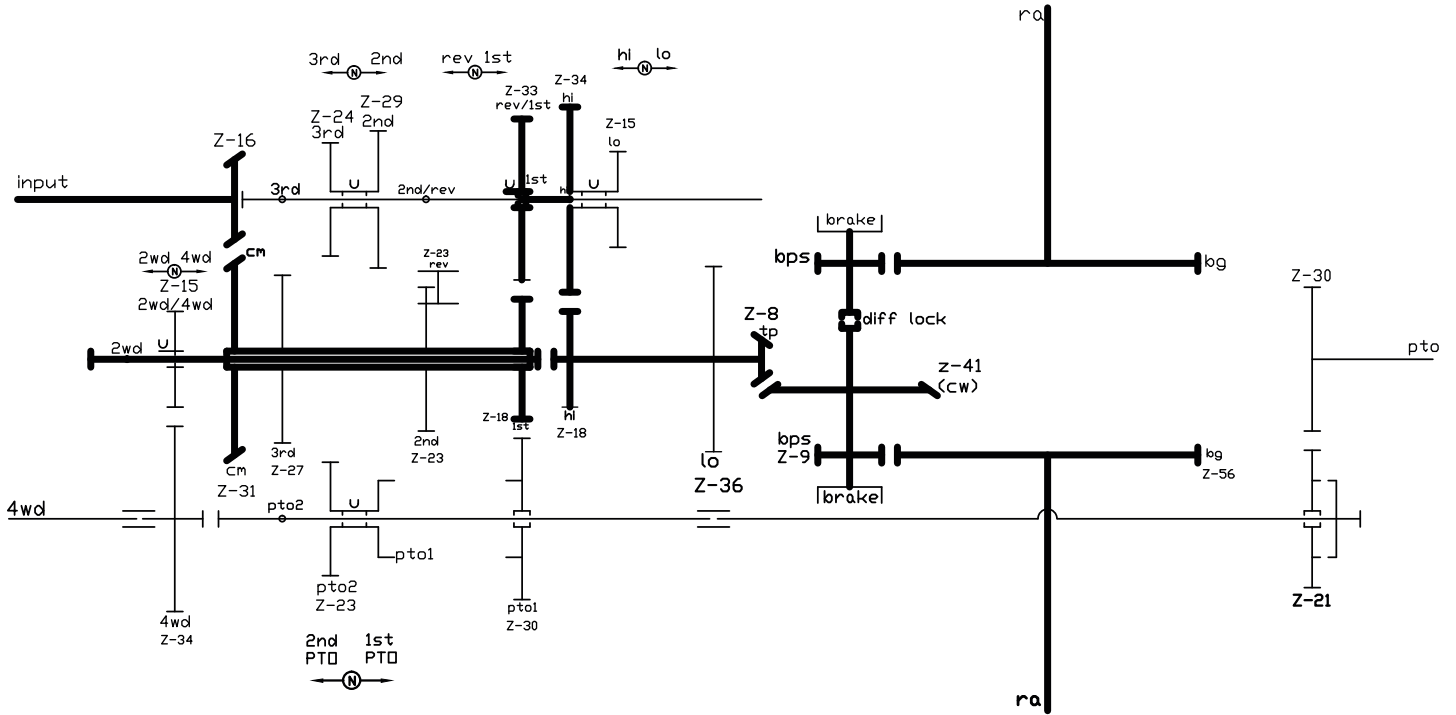 ra
3rd 2nd
rev 1st
hi lo
N
N
N
Z-33
rev/1st
Z-34
hi
Z-29
2nd
Z-24
3rd
Z-15
lo
Z-16
input
3rd
U
2nd/rev
U 1st
hi
U
brake
cm
2wd 4wd
N
Z-15
2wd/4wd
Z-23
rev
bps
bg
Z-30
Z-8
tp
diff lock
2wd
U
pto
z-41
(cw)
Z-18
1st
hi
Z-18
2nd
Z-23
3rd
Z-27
bps
Z-9
bg
Z-56
lo
Z-36
cm
Z-31
brake
4wd
pto2
U
pto1
pto2
Z-23
pto1
Z-30
Z-21
4wd
Z-34
2nd
PTO
1st
PTO
N
ra